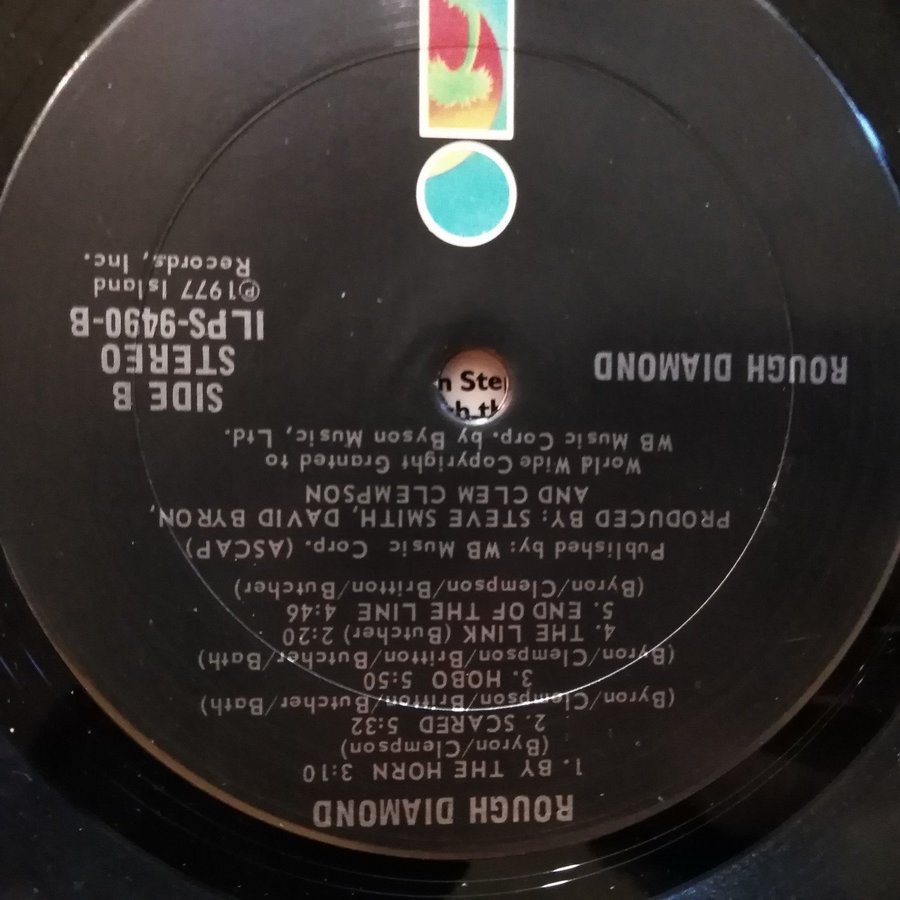 ROUGH DIAMOND
1. BY THE HORN 3:10
(Byron/Clempson)
2. SCARED 5:32
(Byron/Clempson/Britton/Butcher/Bath)
3. HOBO 5:50
(Byron/Clempson/Britton/Butcher/Bath)
4. THE LINK (Butcher) 2:20
5. END OF THE LINE 4:46
(Byron/Clempson/Britton/Butcher)
Published by: WB Music Corp. (ASCAP)
PRODUCED BY: STEVE SMITH, DAVID BYRON,
AND CLEM CLEMPSON
World Wide Copyright Granted to
WB Music Corp. by Byson Music, Ltd.
ROUGH DIAMOND
SIDE B
STEREO
ILPS-9490-B
℗1977 Island
Records, Inc.
n Ste
h th